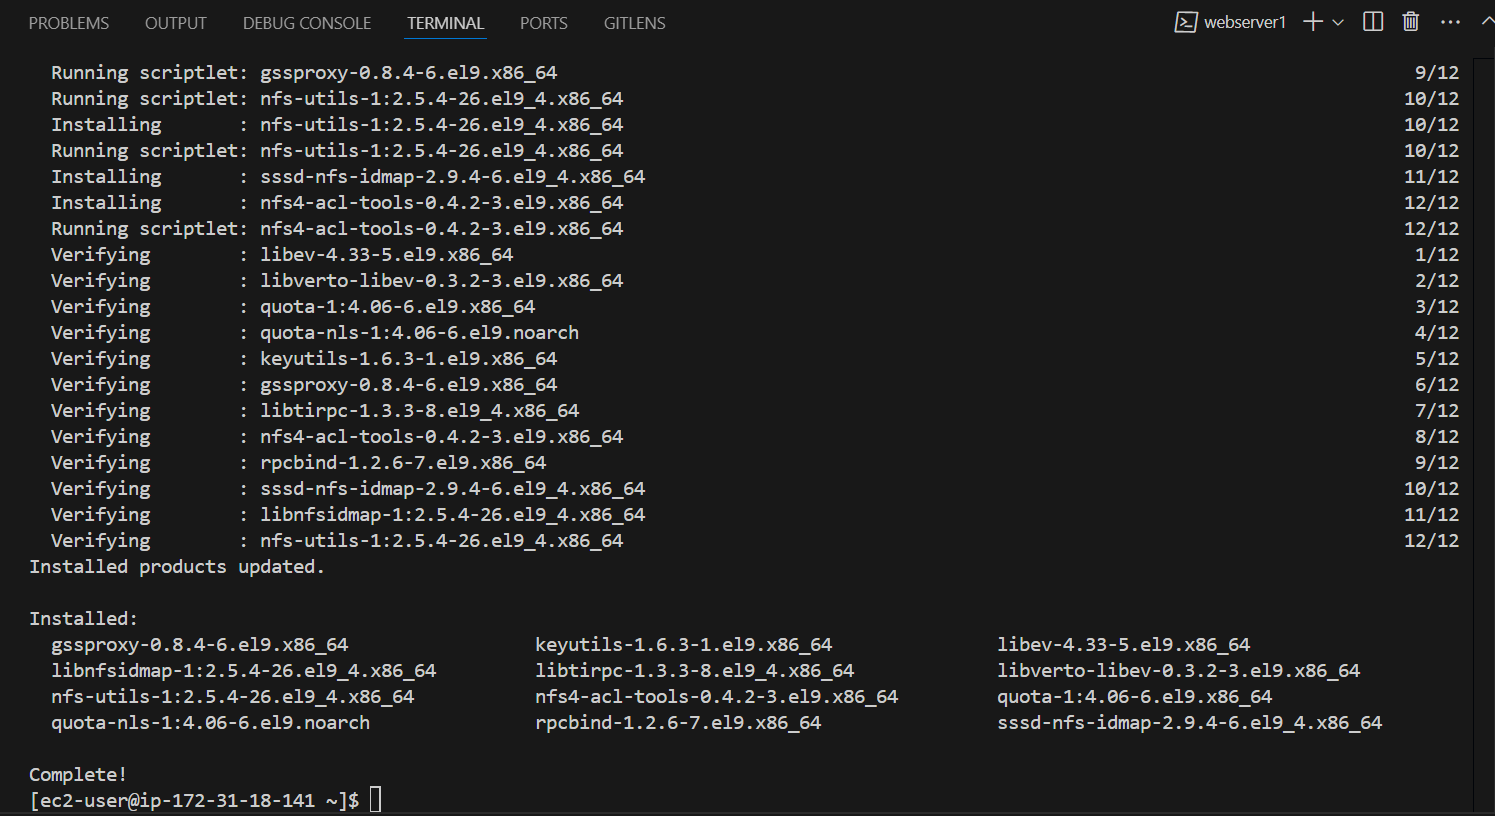 PROBLEMS OUTPUT DEBUG CONSOLE TERMINAL PORTS GITLENS webserver1
Running scriptlet: gssproxy-0.8.4-6.el9.x86_64 9/12
Running scriptlet: nfs-utils-1:2.5.4-26.el9_4.x86_64 10/12
Installing : nfs-utils-1:2.5.4-26.el9_4.x86_64 10/12
Running scriptlet: nfs-utils-1:2.5.4-26.el9_4.x86_64 10/12
Installing : sssd-nfs-idmap-2.9.4-6.el9_4.x86_64 11/12
Installing : nfs4-acl-tools-0.4.2-3.el9.x86_64 12/12
Running scriptlet: nfs4-acl-tools-0.4.2-3.el9.x86_64 12/12
Verifying : libev-4.33-5.el9.x86_64 1/12
Verifying : libverto-libev-0.3.2-3.el9.x86_64 2/12
Verifying : quota-1:4.06-6.el9.x86_64 3/12
Verifying : quota-nls-1:4.06-6.el9.noarch 4/12
Verifying : keyutils-1.6.3-1.el9.x86_64 5/12
Verifying : gssproxy-0.8.4-6.el9.x86_64 6/12
Verifying : libtirpc-1.3.3-8.el9_4.x86_64 7/12
Verifying : nfs4-acl-tools-0.4.2-3.el9.x86_64 8/12
Verifying : rpcbind-1.2.6-7.el9.x86_64 9/12
Verifying : sssd-nfs-idmap-2.9.4-6.el9_4.x86_64 10/12
Verifying : libnfsidmap-1:2.5.4-26.el9_4.x86_64 11/12
Verifying : nfs-utils-1:2.5.4-26.el9_4.x86_64 12/12
Installed products updated.
Installed:
gssproxy-0.8.4-6.el9.x86_64 keyutils-1.6.3-1.el9.x86_64 libev-4.33-5.el9.x86_64
libnfsidmap-1:2.5.4-26.el9_4.x86_64 libtirpc-1.3.3-8.el9_4.x86_64 libverto-libev-0.3.2-3.el9.x86_64
nfs-utils-1:2.5.4-26.el9_4.x86_64 nfs4-acl-tools-0.4.2-3.el9.x86_64 quota-1:4.06-6.el9.x86_64
quota-nls-1:4.06-6.el9.noarch rpcbind-1.2.6-7.el9.x86_64 sssd-nfs-idmap-2.9.4-6.el9_4.x86_64
Complete!
[ec2-user@ip-172-31-18-141 ~]$